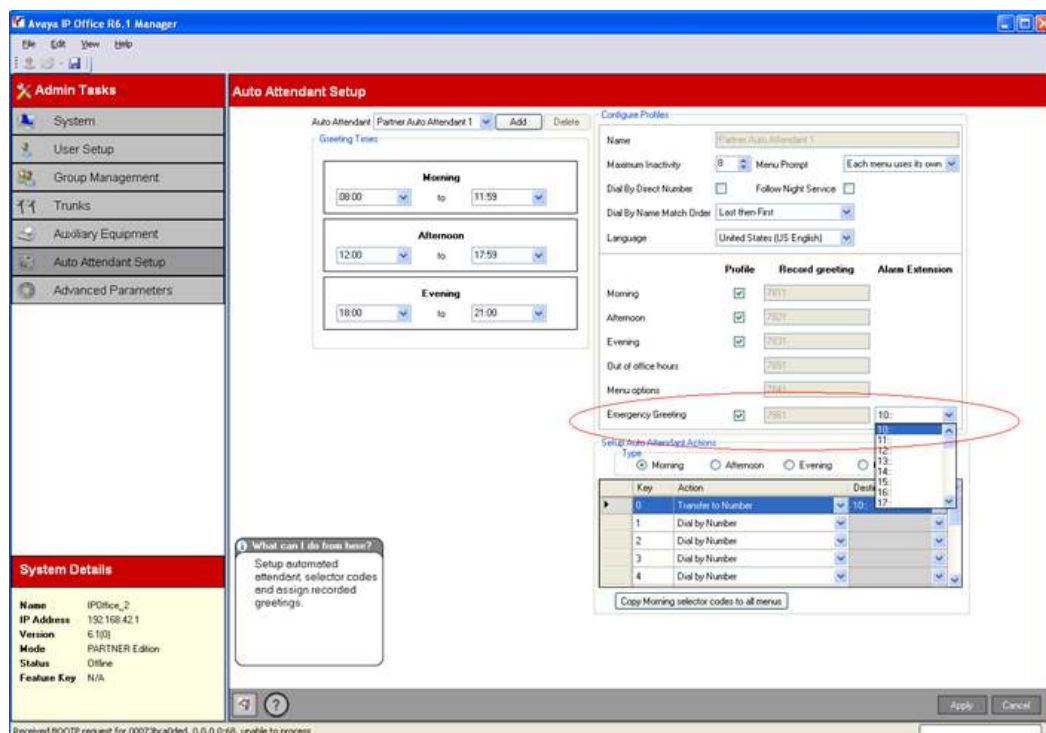 Avaya IP Office R6.1 Manager
File Edit View Help
Admin Tasks
System
User Setup
Group Management
Trunks
Auxiliary Equipment
Auto Attendant Setup
Advanced Parameters
System Details
Name IPOffice_2
IP Address 192.168.42.1
Version 6.1(0)
Mode PARTNER Edition
Status Offline
Feature Key N/A
Auto Attendant Setup
Auto Attendant Partner Auto Attendant 1 Add Delete
Greeting Times
Morning
08:00 to 11:59
Afternoon
12:00 to 17:59
Evening
18:00 to 21:00
What can I do from here?
Setup automated
attendant, selector codes
and assign recorded
greetings.
Configure Profiles
Name Partner Auto Attendant 1
Maximum Inactivity 8 Menu Prompt Each menu uses its own
Dial By Direct Number Follow Night Service
Dial By Name Match Order Last then First
Language United States (US English)
Profile Record greeting Alarm Extension
Morning 7811
Afternoon 7821
Evening 7831
Out of office hours
Menu options
Emergency Greeting 10:
10:
11:
12:
13:
14:
15:
16:
17:
Setup Auto Attendant Actions
Type
Morning Afternoon Evening
Key Action
0 Transfer to Number 10:
1 Dial by Number
2 Dial by Number
3 Dial by Number
4 Dial by Number
Copy Morning selector codes to all menus
Apply Cancel